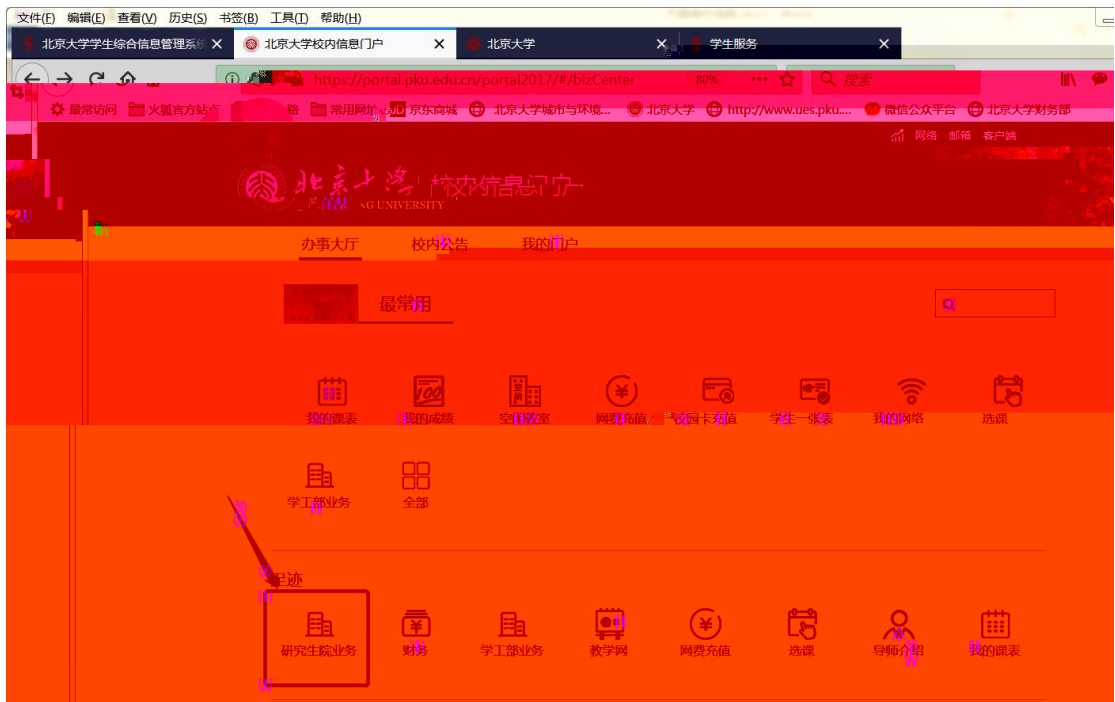 文件(F) 编辑(E) 查看(V) 历史(S) 书签(B) 工具(T) 帮助(H)
北京大学学生综合信息管理系统 北京大学校内信息门户 北京大学 学生服务
https://portal.pku.edu.cn/portal2017/#/bizCenter 80% 搜索
最常访问 火狐官方站点 常用网址 JD 京东商城 北京大学城市与环境... 北京大学 http://www.ues.pku.... 微信公众平台 北京大学财务部
网络 邮箱 客户端
北京大学 校内信息门户
UNIVERSITY
办事大厅 校内公告 我的门户
最常用
我的课表 我的成绩 空闲教室 网费充值 校园卡充值 学生一张表 我的网络 选课
学工部业务 全部
足迹
研究生院业务 财务 学工部业务 教学网 网费充值 选课 导师介绍 我的课表